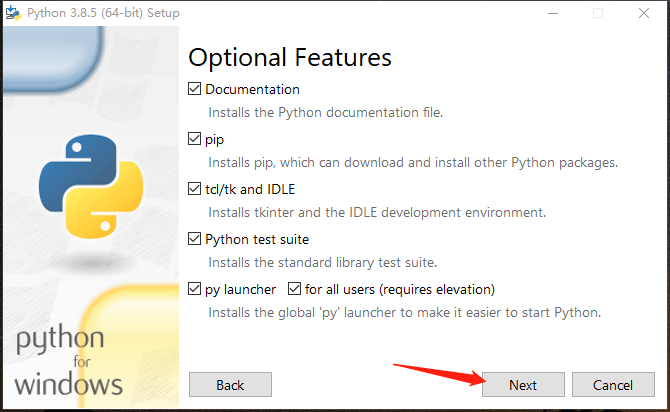 Python 3.8.5 (64-bit) Setup
Optional Features
Documentation
Installs the Python documentation file.
pip
Installs pip, which can download and install other Python packages.
tcl/tk and IDLE
Installs tkinter and the IDLE development environment.
Python test suite
Installs the standard library test suite.
py launcher for all users (requires elevation)
Installs the global 'py' launcher to make it easier to start Python.
python
for
windows
Back Next Cancel